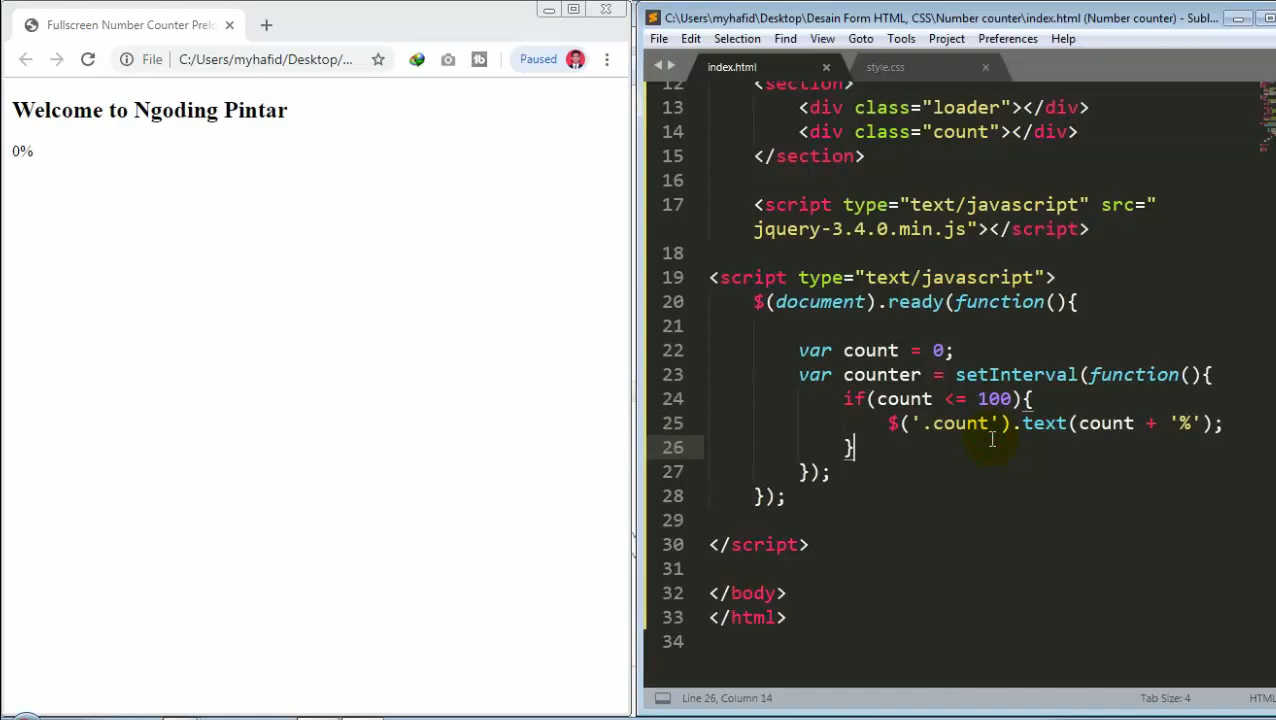 Fullscreen Number Counter Prelo
C:\Users\myhafid\Desktop\Desain Form HTML, CSS\Number counter\index.html (Number counter) - Subl...
File Edit Selection Find View Goto Tools Project Preferences Help
File C:/Users/myhafid/Desktop/... Paused
index.html style.css
Welcome to Ngoding Pintar
0%
12 <section>
13 <div class="loader"></div>
14 <div class="count"></div>
15 </section>
16
17 <script type="text/javascript" src="
jquery-3.4.0.min.js"></script>
18
19 <script type="text/javascript">
20 $(document).ready(function(){
21
22 var count = 0;
23 var counter = setInterval(function(){
24 if(count <= 100){
25 $('.count').text(count + '%');
26 }
27 });
28 });
29
30 </script>
31
32 </body>
33 </html>
34
Line 26, Column 14 Tab Size: 4 HTML